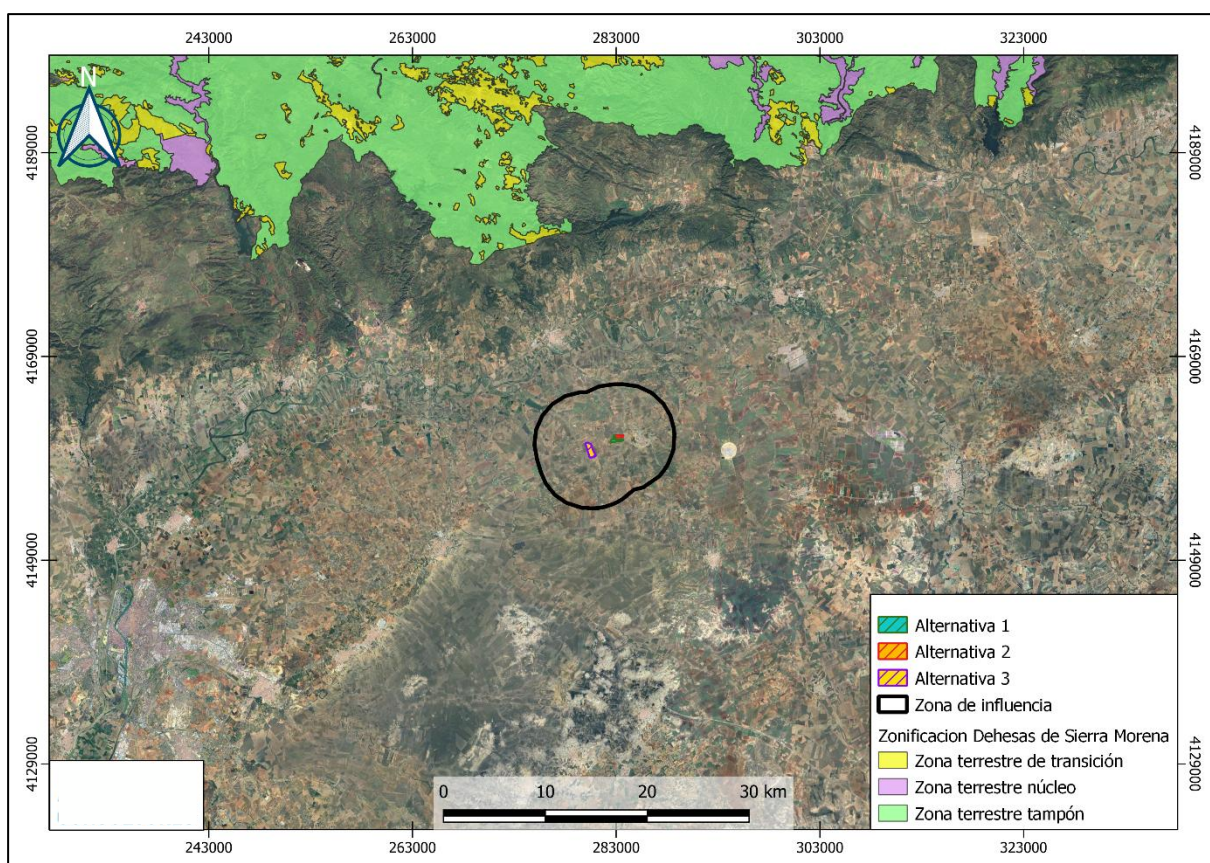 243000 263000 283000 303000 323000
N
4189000 4189000
4169000 4169000
4149000 4149000
4129000 4129000
Alternativa 1
Alternativa 2
Alternativa 3
Zona de influencia
Zonificacion Dehesas de Sierra Morena
Zona terrestre de transición
Zona terrestre núcleo
Zona terrestre tampón
0 10 20 30 km
243000 263000 283000 303000 323000